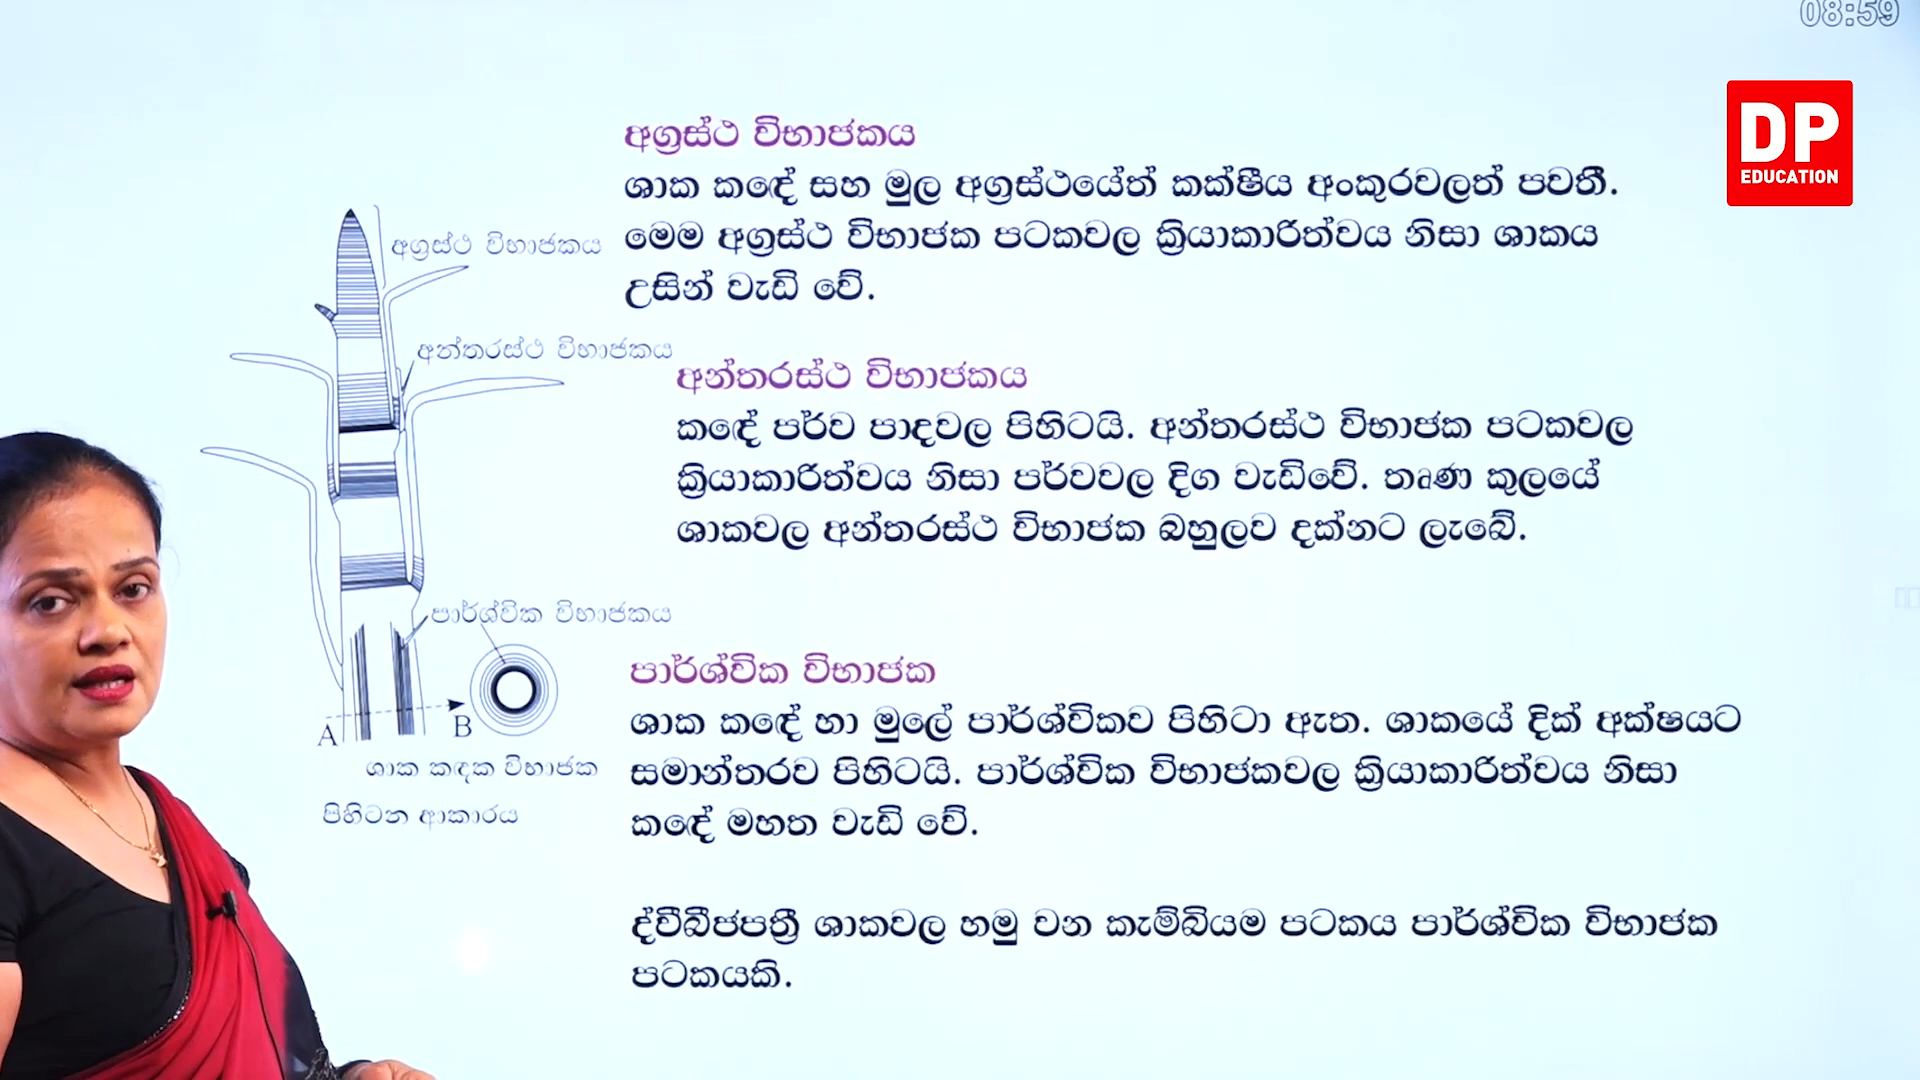 08:59
DP
EDUCATION
අග්‍රස්ථ විභාජකය
ශාක කඳේ සහ මුල අග්‍රස්ථයේත් කක්ෂීය අංකුරවලත් පවතී.
මෙම අග්‍රස්ථ විභාජක පටකවල ක්‍රියාකාරිත්වය නිසා ශාකය
උසින් වැඩි වේ.
අග්‍රස්ථ විභාජකය
අන්තරස්ථ විභාජකය
අන්තරස්ථ විභාජකය
කඳේ පර්ව පාදවල පිහිටයි. අන්තරස්ථ විභාජක පටකවල
ක්‍රියාකාරිත්වය නිසා පර්වවල දිග වැඩිවේ. තෘණ කුලයේ
ශාකවල අන්තරස්ථ විභාජක බහුලව දක්නට ලැබේ.
පාර්ශ්වික විභාජකය
A
B
ශාක කඳක විභාජක
පිහිටන ආකාරය
පාර්ශ්වික විභාජක
ශාක කඳේ හා මුලේ පාර්ශ්විකව පිහිටා ඇත. ශාකයේ දික් අක්ෂයට
සමාන්තරව පිහිටයි. පාර්ශ්වික විභාජකවල ක්‍රියාකාරිත්වය නිසා
කඳේ මහත වැඩි වේ.
ද්වීබීජපත්‍රී ශාකවල හමු වන කැම්බියම පටකය පාර්ශ්වික විභාජක
පටකයකි.